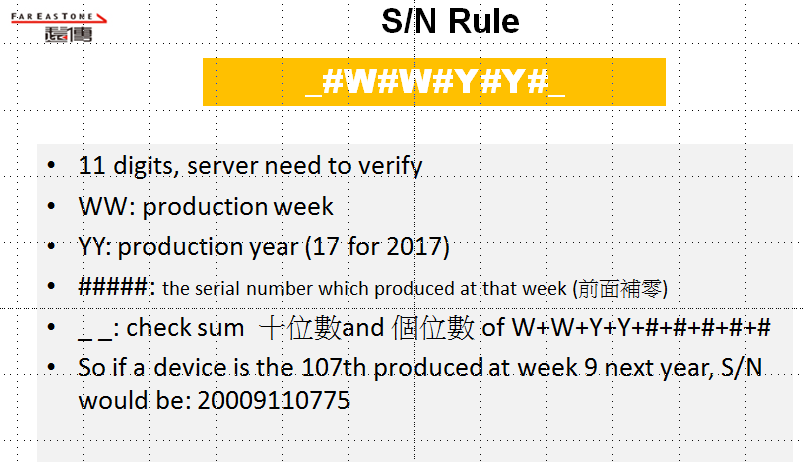 FAREASTONE
遠傳
S/N Rule
_#W#W#Y#Y#_
• 11 digits, server need to verify
• WW: production week
• YY: production year (17 for 2017)
• #####: the serial number which produced at that week (前面補零)
• _ _: check sum 十位數and 個位數 of W+W+Y+Y+#+#+#+#+#
• So if a device is the 107th produced at week 9 next year, S/N
would be: 20009110775